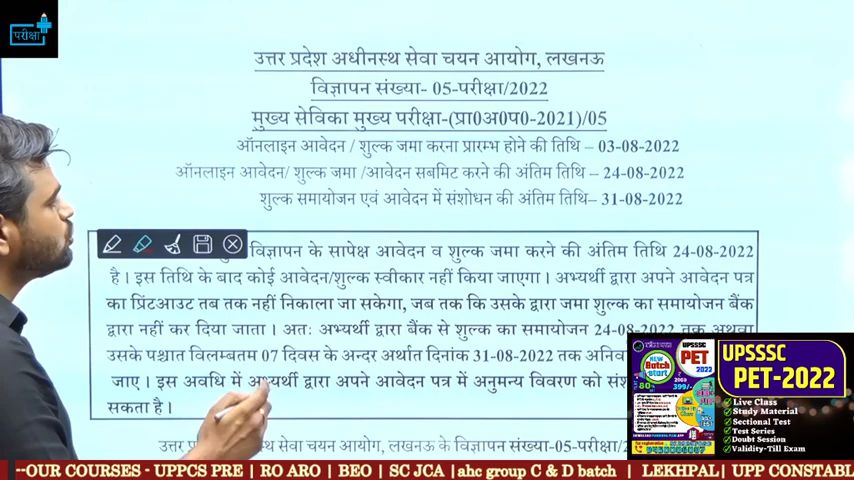 परीक्षा
उत्तर प्रदेश अधीनस्थ सेवा चयन आयोग, लखनऊ
विज्ञापन संख्या- 05-परीक्षा/2022
मुख्य सेविका मुख्य परीक्षा-(प्रा0अ0प0-2021)/05
ऑनलाइन आवेदन / शुल्क जमा करना प्रारम्भ होने की तिथि – 03-08-2022
ऑनलाइन आवेदन/ शुल्क जमा /आवेदन सबमिट करने की अंतिम तिथि – 24-08-2022
शुल्क समायोजन एवं आवेदन में संशोधन की अंतिम तिथि– 31-08-2022
विज्ञापन के सापेक्ष आवेदन व शुल्क जमा करने की अंतिम तिथि 24-08-2022
है। इस तिथि के बाद कोई आवेदन/शुल्क स्वीकार नहीं किया जाएगा। अभ्यर्थी द्वारा अपने आवेदन पत्र
का प्रिंटआउट तब तक नहीं निकाला जा सकेगा, जब तक कि उसके द्वारा जमा शुल्क का समायोजन बैंक
द्वारा नहीं कर दिया जाता। अतः अभ्यर्थी द्वारा बैंक से शुल्क का समायोजन 24-08-2022 तक अथवा
उसके पश्चात विलम्बतम 07 दिवस के अन्दर अर्थात दिनांक 31-08-2022 तक
जाए। इस अवधि में अभ्यर्थी द्वारा अपने आवेदन पत्र में अनुमन्य विवरण को
सकता है।
उत्तर सेवा चयन आयोग, लखनऊ के विज्ञापन संख्या-05-परीक्षा/
NEW
Batch
start
UPSSSC
PET
2022
80%
399/-
UPSSSC
PET-2022
Live Class
Study Material
Sectional Test
Test Series
Doubt Session
Validity-Till Exam
--OUR COURSES - UPPCS PRE | RO ARO | BEO | SC JCA |ahc group C & D batch | LEKHPAL| UPP CONSTABL